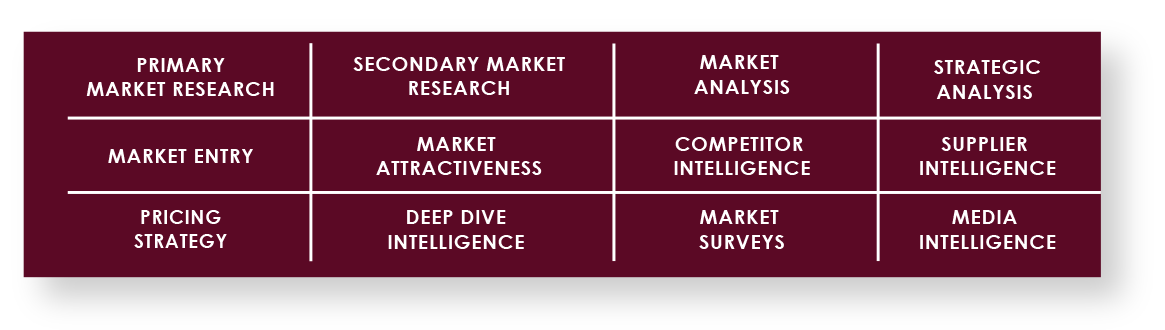 PRIMARY
MARKET RESEARCH
SECONDARY MARKET
RESEARCH
MARKET
ANALYSIS
STRATEGIC
ANALYSIS
MARKET ENTRY
MARKET
ATTRACTIVENESS
COMPETITOR
INTELLIGENCE
SUPPLIER
INTELLIGENCE
PRICING
STRATEGY
DEEP DIVE
INTELLIGENCE
MARKET
SURVEYS
MEDIA
INTELLIGENCE